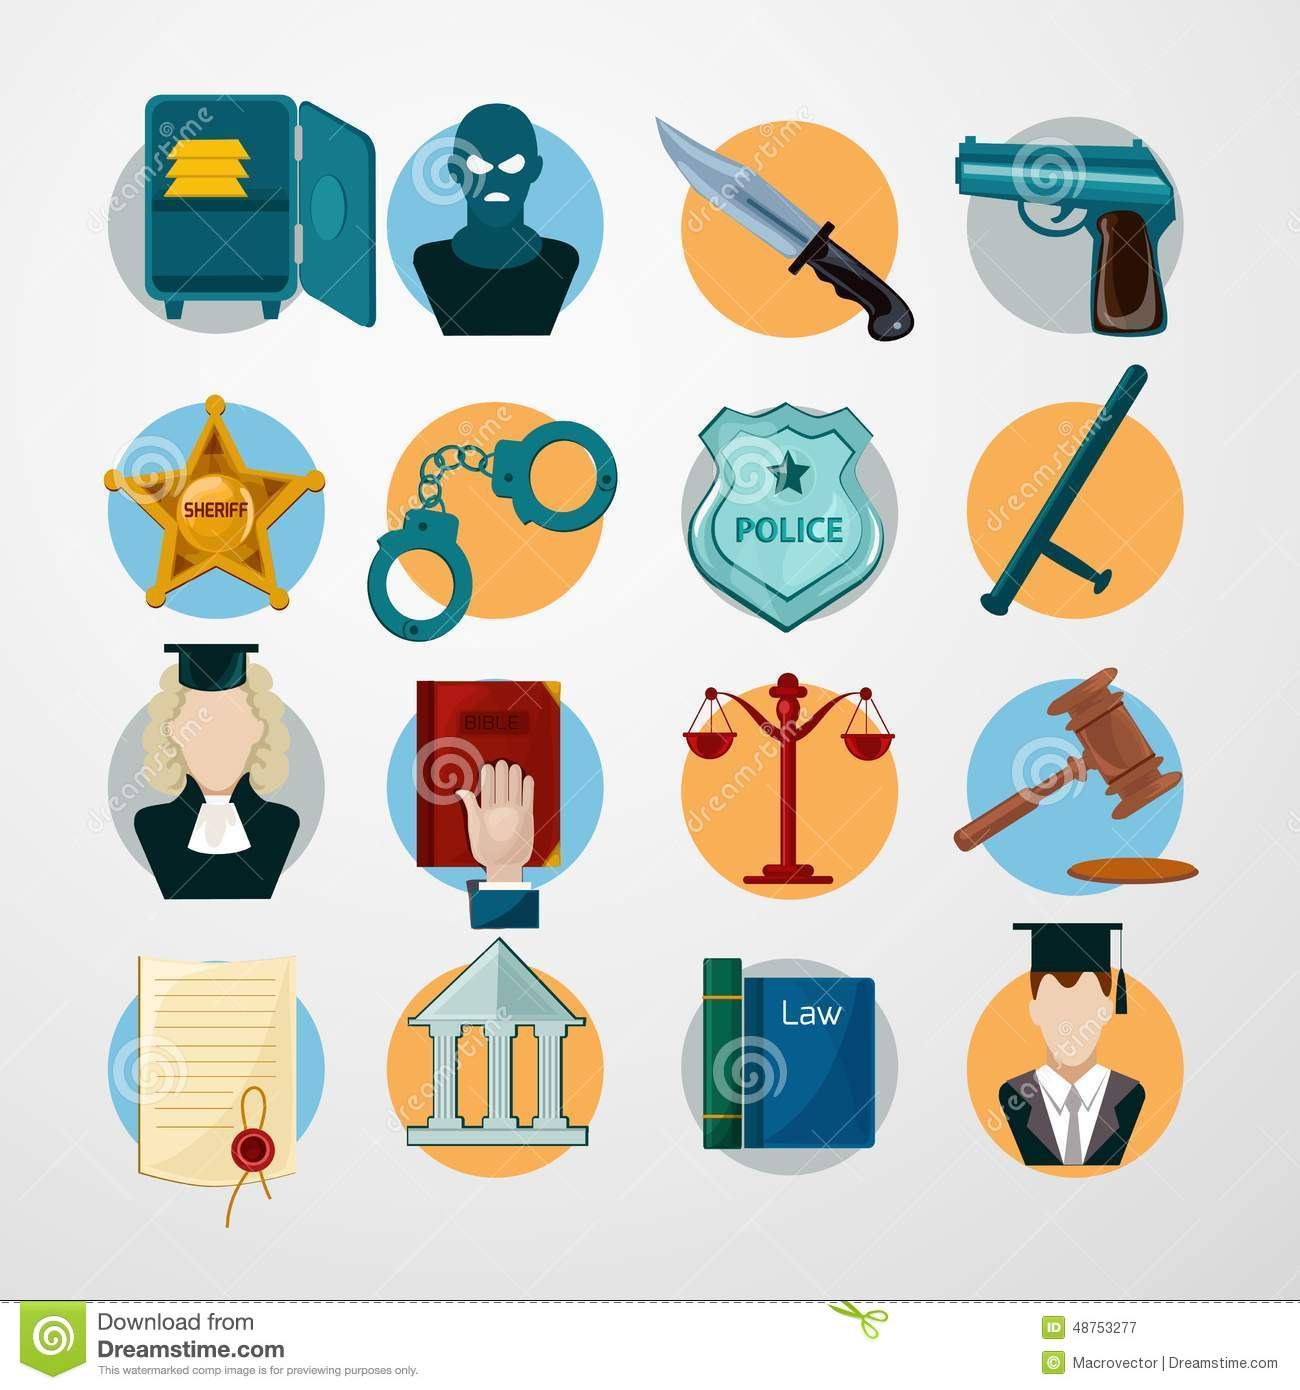 SHERIFF
POLICE
BIBLE
Law
Download from
Dreamstime.com
This watermarked comp image is for previewing purposes only.
ID 48753277
© Macrovector | Dreamstime.com
dreamstime